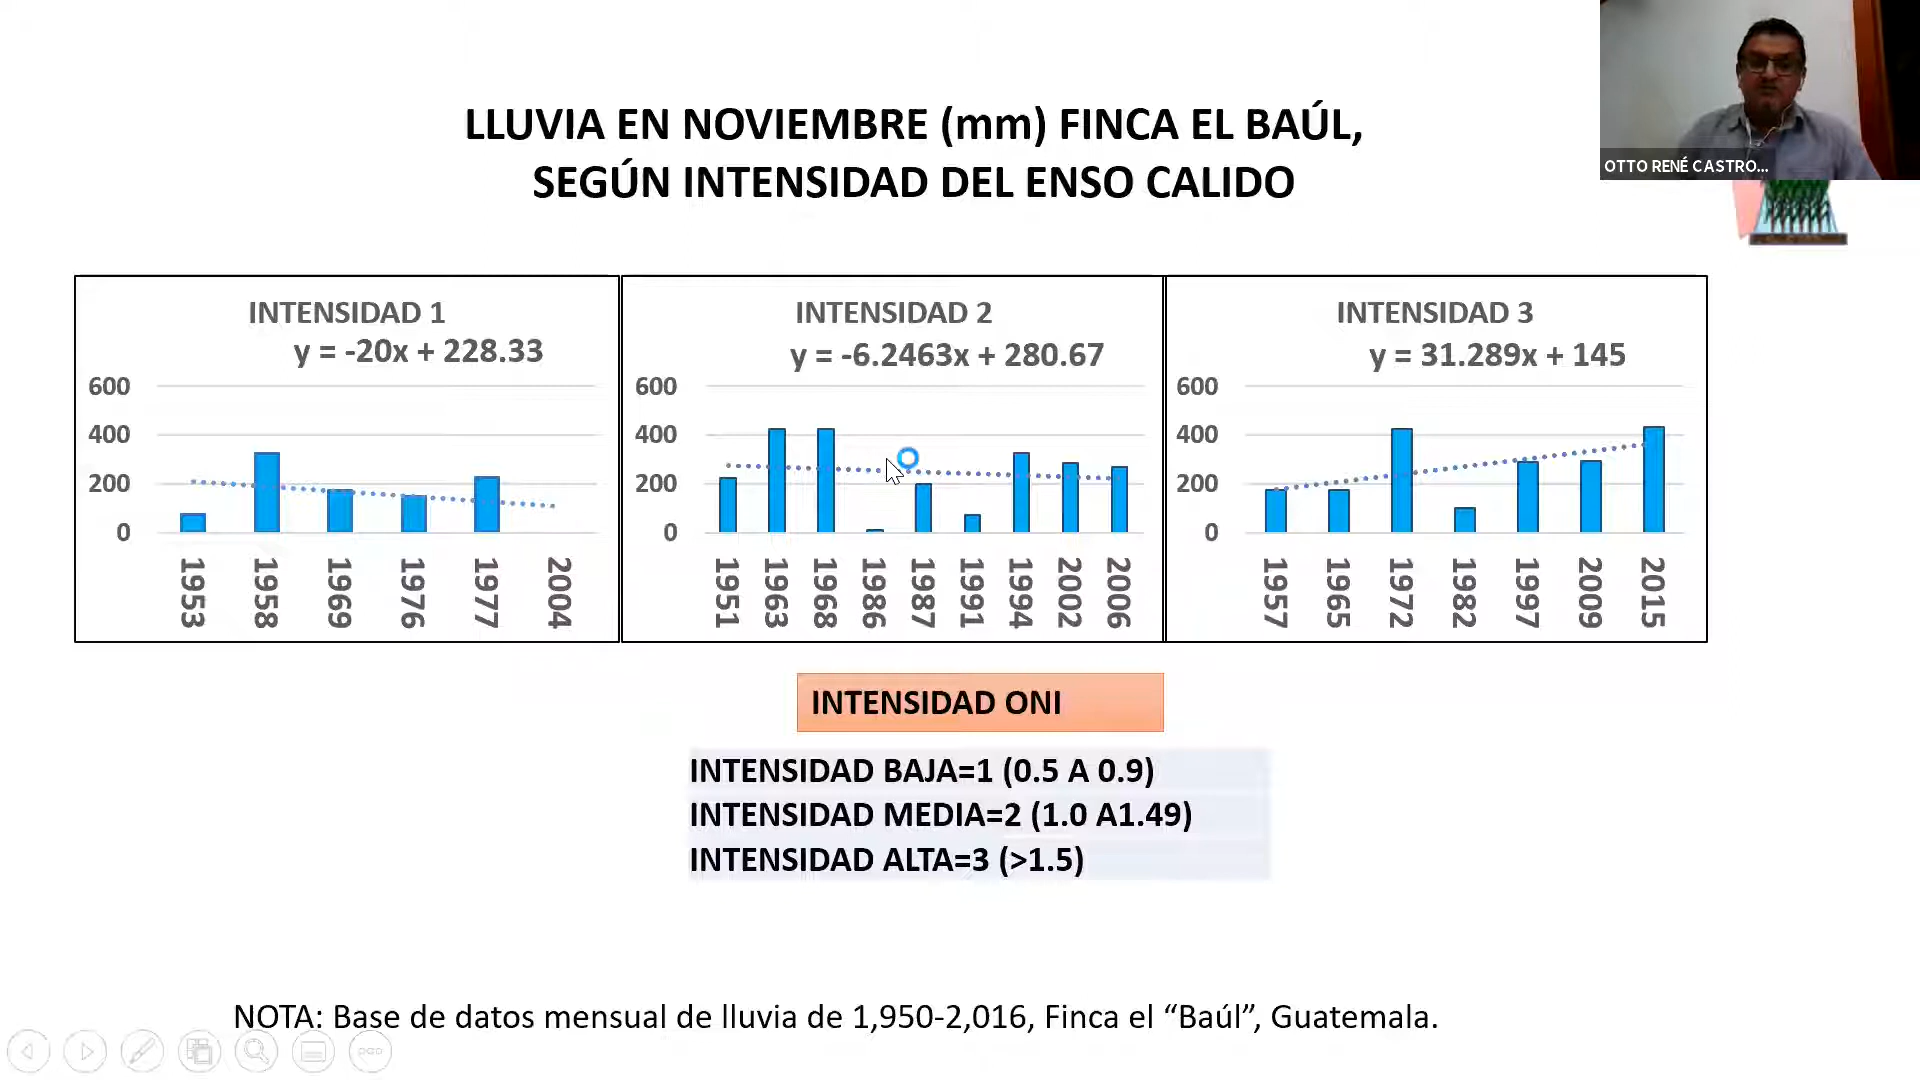 LLUVIA EN NOVIEMBRE (mm) FINCA EL BAÚL,
SEGÚN INTENSIDAD DEL ENSO CALIDO
OTTO RENÉ CASTRO...
INTENSIDAD 1
y = -20x + 228.33
600
400
200
0
1953
1958
1969
1976
1977
2004
INTENSIDAD 2
y = -6.2463x + 280.67
600
400
200
0
1951
1963
1968
1986
1987
1991
1994
2002
2006
INTENSIDAD 3
y = 31.289x + 145
600
400
200
0
1957
1965
1972
1982
1997
2009
2015
INTENSIDAD ONI
INTENSIDAD BAJA=1 (0.5 A 0.9)
INTENSIDAD MEDIA=2 (1.0 A1.49)
INTENSIDAD ALTA=3 (>1.5)
NOTA: Base de datos mensual de lluvia de 1,950-2,016, Finca el “Baúl”, Guatemala.